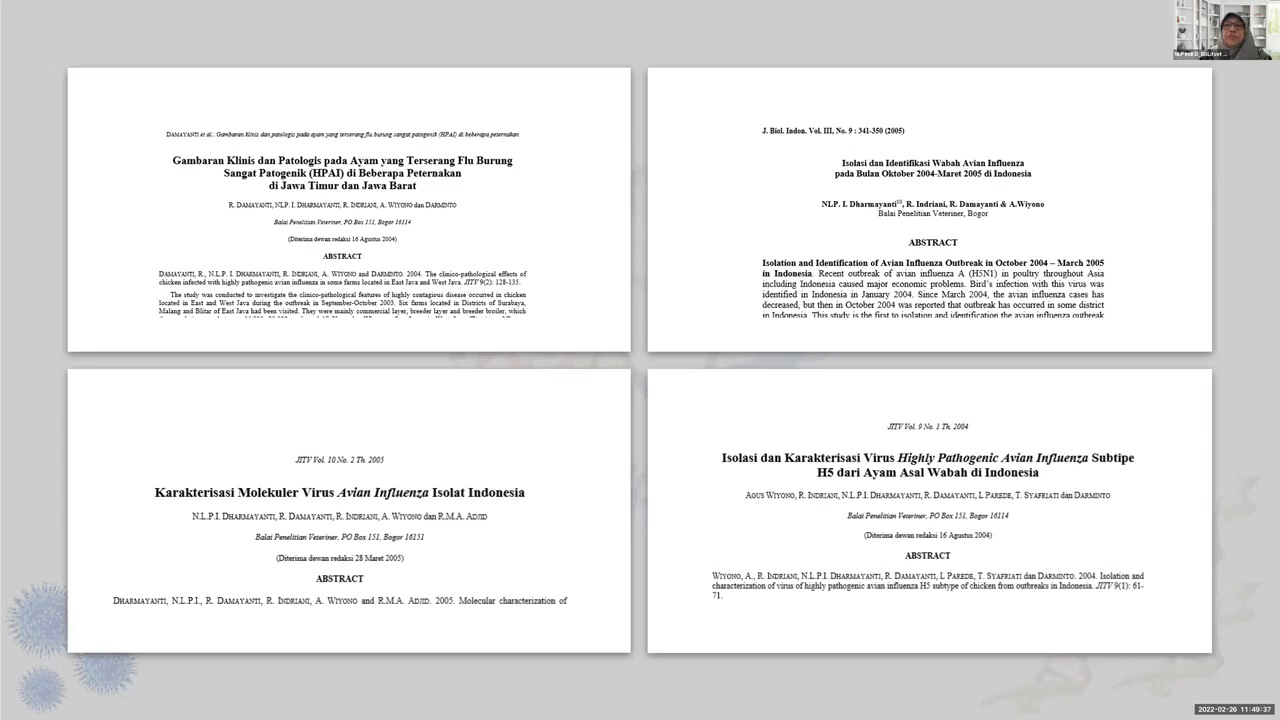 NLP Indi D_BBLitvet ...
DAMAYANTI et al.: Gambaran klinis dan patologis pada ayam yang terserang flu burung sangat patogenik (HPAI) di beberapa peternakan
Gambaran Klinis dan Patologis pada Ayam yang Terserang Flu Burung
Sangat Patogenik (HPAI) di Beberapa Peternakan
di Jawa Timur dan Jawa Barat
R. DAMAYANTI, NLP. I. DHARMAYANTI, R. INDRIANI, A. WIYONO dan DARMINTO
Balai Penelitian Veteriner, PO Box 151, Bogor 16114
(Diterima dewan redaksi 16 Agustus 2004)
ABSTRACT
DAMAYANTI, R., N.L.P. I. DHARMAYANTI, R. INDRIANI, A. WIYONO and DARMINTO. 2004. The clinico-pathological effects of
chicken infected with highly pathogenic avian influenza in some farms located in East Java and West Java. JITV 9(2): 128-135.
The study was conducted to investigate the clinico-pathological features of highly contagious disease occurred in chicken
located in East and West Java during the outbreak in September-October 2003. Six farms located in Districts of Surabaya,
Malang and Blitar of East Java had been visited. They were mainly commercial layer, breeder layer and breeder broiler, which
J. Biol. Indon. Vol. III, No. 9 : 341-350 (2005)
Isolasi dan Identifikasi Wabah Avian Influenza
pada Bulan Oktober 2004-Maret 2005 di Indonesia
NLP. I. Dharmayanti, R. Indriani, R. Damayanti & A.Wiyono
Balai Penelitian Veteriner, Bogor
ABSTRACT
Isolation and Identification of Avian Influenza Outbreak in October 2004 – March 2005
in Indonesia. Recent outbreak of avian influenza A (H5N1) in poultry throughout Asia
including Indonesia caused major economic problems. Bird's infection with this virus was
identified in Indonesia in January 2004. Since March 2004, the avian influenza cases has
decreased, but then in October 2004 was reported that outbreak has occurred in some district
in Indonesia. This study is the first to isolation and identification the avian influenza outbreak
JITV Vol. 10 No. 2 Th. 2005
Karakterisasi Molekuler Virus Avian Influenza Isolat Indonesia
N.L.P.I. DHARMAYANTI, R. DAMAYANTI, R. INDRIANI, A. WIYONO dan R.M.A. ADJID
Balai Penelitian Veteriner, PO Box 151, Bogor 16151
(Diterima dewan redaksi 28 Maret 2005)
ABSTRACT
DHARMAYANTI, N.L.P.I., R. DAMAYANTI, R. INDRIANI, A. WIYONO and R.M.A. ADJID. 2005. Molecular characterization of
JITV Vol. 9 No. 1 Th. 2004
Isolasi dan Karakterisasi Virus Highly Pathogenic Avian Influenza Subtipe
H5 dari Ayam Asal Wabah di Indonesia
AGUS WIYONO, R. INDRIANI, N.L.P.I. DHARMAYANTI, R. DAMAYANTI, L PAREDE, T. SYAFRIATI dan DARMINTO
Balai Penelitian Veteriner, PO Box 151, Bogor 16114
(Diterima dewan redaksi 16 Agustus 2004)
ABSTRACT
WIYONO, A., R. INDRIANI, N.L.P.I. DHARMAYANTI, R. DAMAYANTI, L PAREDE, T. SYAFRIATI dan DARMINTO. 2004. Isolation and
characterization of virus of highly pathogenic avian influenza H5 subtype of chicken from outbreaks in Indonesia. JITV 9(1): 61-
71.
2022-02-26 11:49:37